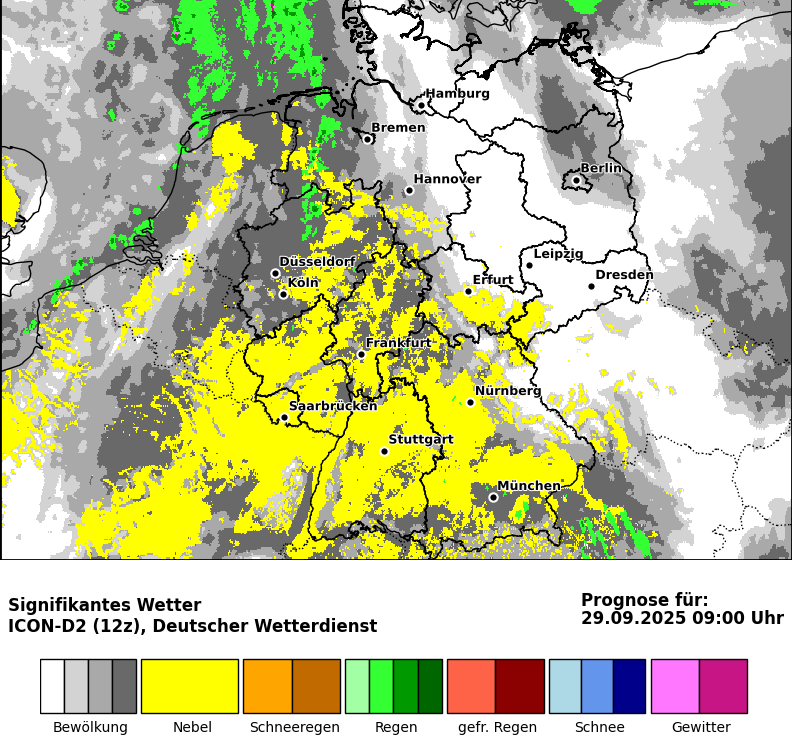 Hamburg
Bremen
Berlin
Hannover
Leipzig
Düsseldorf
Dresden
Köln
Erfurt
Frankfurt
Nürnberg
Saarbrücken
Stuttgart
München
Signifikantes Wetter
ICON-D2 (12z), Deutscher Wetterdienst
Prognose für:
29.09.2025 09:00 Uhr
Bewölkung Nebel Schneeregen Regen gefr. Regen Schnee Gewitter